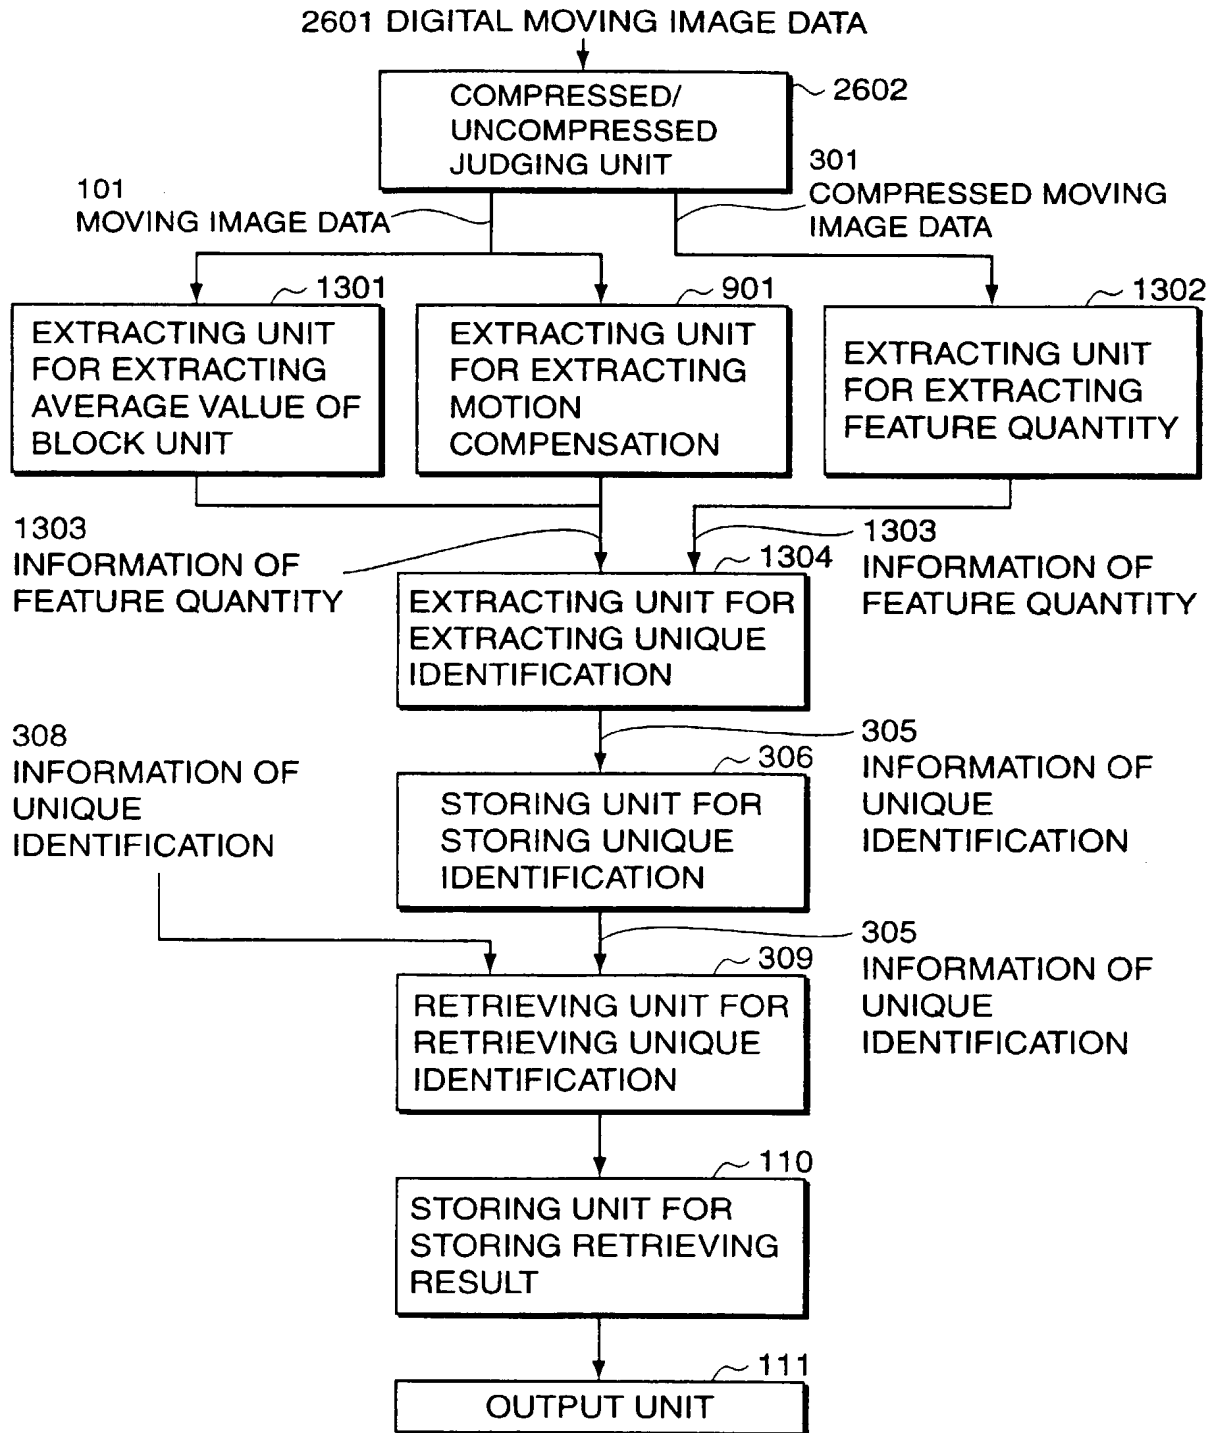 2601 DIGITAL MOVING IMAGE DATA
COMPRESSED/
UNCOMPRESSED
JUDGING UNIT
2602
101
MOVING IMAGE DATA
301
COMPRESSED MOVING
IMAGE DATA
1301
EXTRACTING UNIT
FOR EXTRACTING
AVERAGE VALUE OF
BLOCK UNIT
901
EXTRACTING UNIT
FOR EXTRACTING
MOTION
COMPENSATION
1302
EXTRACTING UNIT
FOR EXTRACTING
FEATURE QUANTITY
1303
INFORMATION OF
FEATURE QUANTITY
1303
INFORMATION OF
FEATURE QUANTITY
1304
EXTRACTING UNIT FOR
EXTRACTING UNIQUE
IDENTIFICATION
308
INFORMATION OF
UNIQUE
IDENTIFICATION
305
INFORMATION OF
UNIQUE
IDENTIFICATION
306
STORING UNIT FOR
STORING UNIQUE
IDENTIFICATION
305
INFORMATION OF
UNIQUE
IDENTIFICATION
309
RETRIEVING UNIT FOR
RETRIEVING UNIQUE
IDENTIFICATION
110
STORING UNIT FOR
STORING RETRIEVING
RESULT
111
OUTPUT UNIT